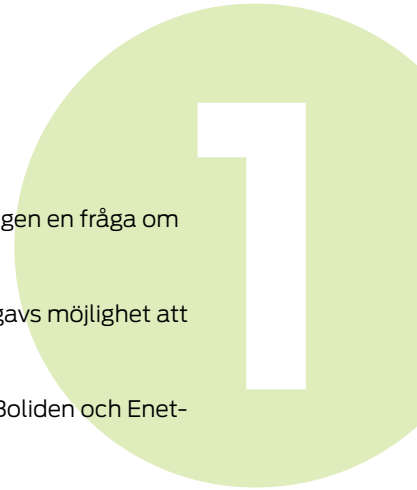 1
gen en fråga om
gavs möjlighet att
Boliden och Enet-